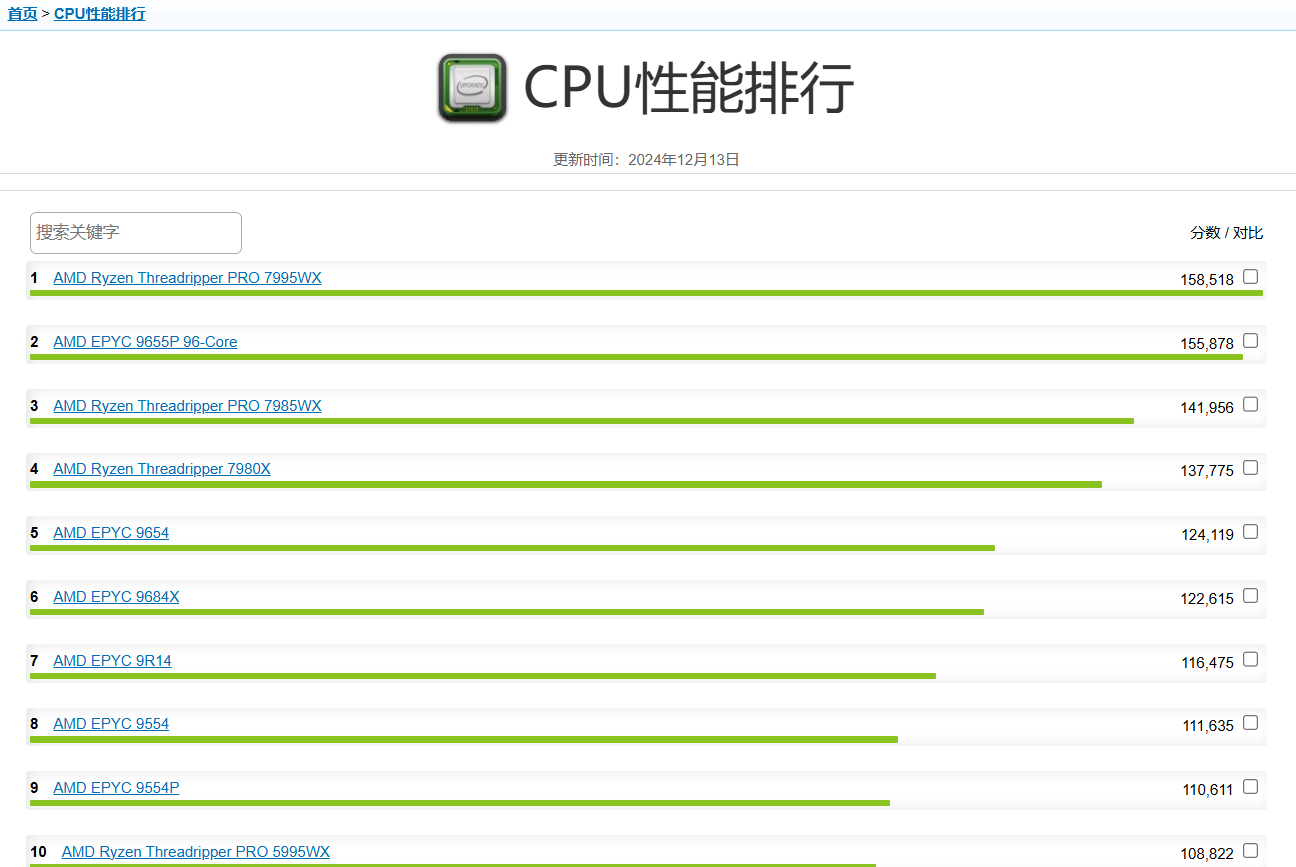 首页 > CPU性能排行
UPGRADE
CPU性能排行
更新时间：2024年12月13日
搜索关键字
分数 / 对比
1 AMD Ryzen Threadripper PRO 7995WX 158,518
2 AMD EPYC 9655P 96-Core 155,878
3 AMD Ryzen Threadripper PRO 7985WX 141,956
4 AMD Ryzen Threadripper 7980X 137,775
5 AMD EPYC 9654 124,119
6 AMD EPYC 9684X 122,615
7 AMD EPYC 9R14 116,475
8 AMD EPYC 9554 111,635
9 AMD EPYC 9554P 110,611
10 AMD Ryzen Threadripper PRO 5995WX 108,822